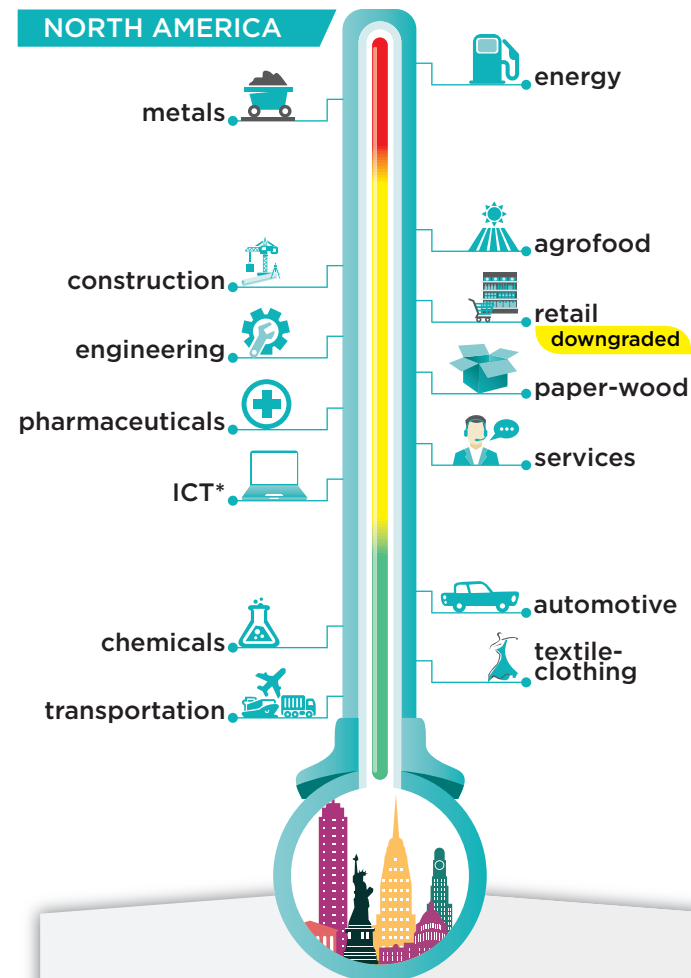 NORTH AMERICA
energy
metals
agrofood
construction
retail
downgraded
engineering
paper-wood
pharmaceuticals
services
ICT*
automotive
chemicals
textile-
clothing
transportation